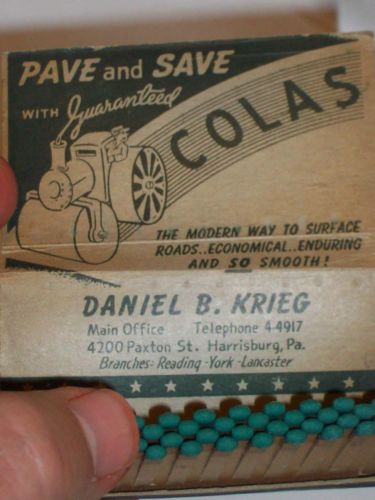 PAVE and SAVE
WITH Guaranteed
COLAS
THE MODERN WAY TO SURFACE
ROADS..ECONOMICAL..ENDURING
AND SO SMOOTH!
DANIEL B. KRIEG
Main Office Telephone 4-4917
4200 Paxton St. Harrisburg, Pa.
Branches-Reading-York-Lancaster